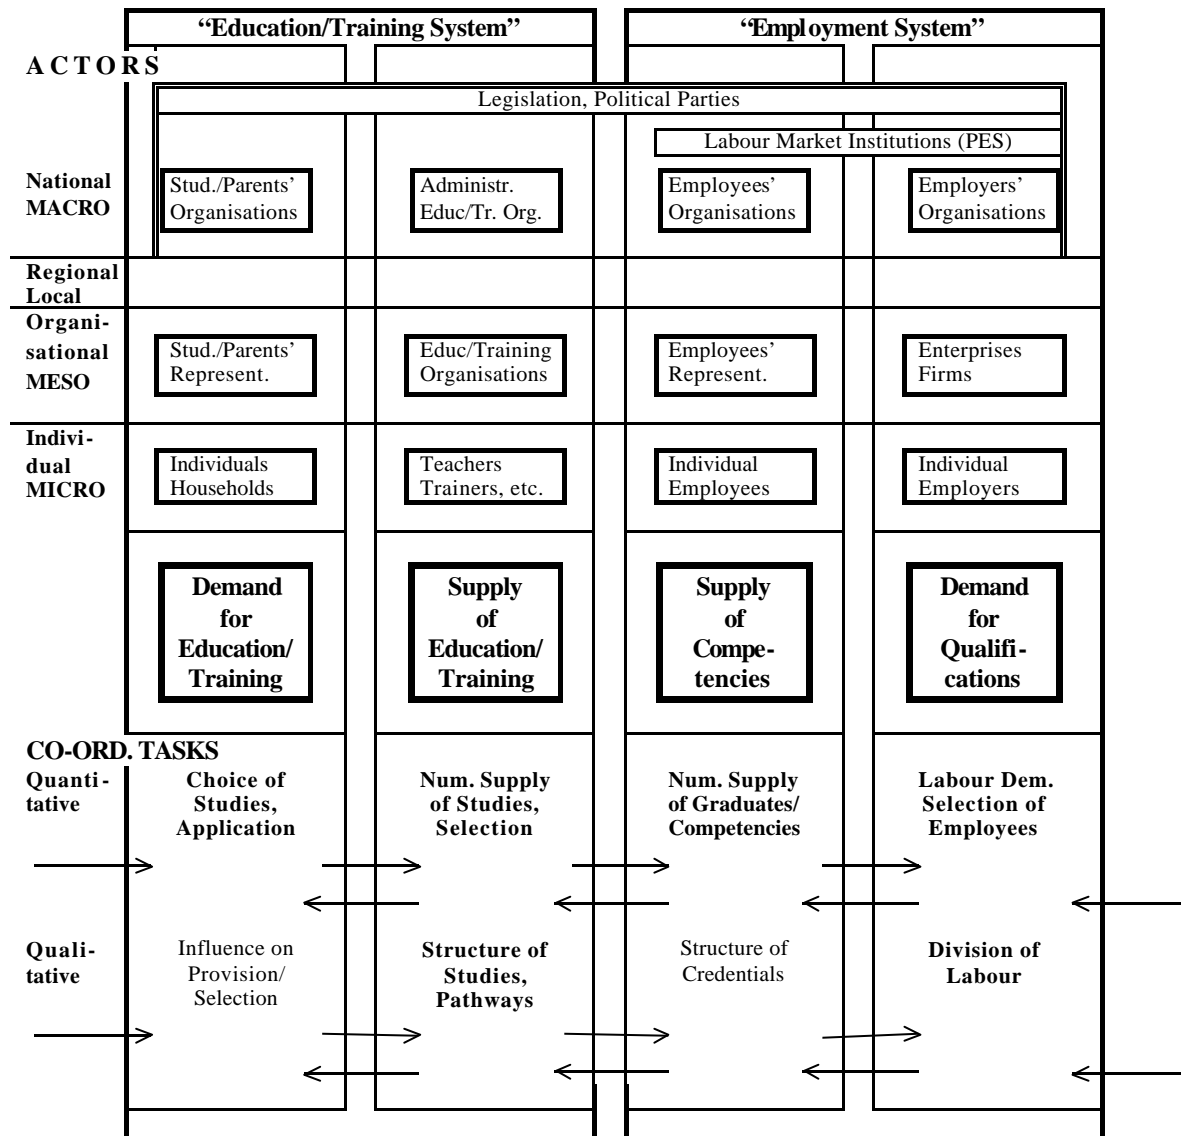 “Education/Training System”
“Employment System”
ACTORS
Legislation, Political Parties
Labour Market Institutions (PES)
National
MACRO
Stud./Parents’
Organisations
Administr.
Educ/Tr. Org.
Employees’
Organisations
Employers’
Organisations
Regional
Local
Organi-
sational
MESO
Stud./Parents’
Represent.
Educ/Training
Organisations
Employees’
Represent.
Enterprises
Firms
Indivi-
dual
MICRO
Individuals
Households
Teachers
Trainers, etc.
Individual
Employees
Individual
Employers
Demand
for
Education/
Training
Supply
of
Education/
Training
Supply
of
Compe-
tencies
Demand
for
Qualifi-
cations
CO-ORD. TASKS
Quanti-
tative
Choice of
Studies,
Application
Num. Supply
of Studies,
Selection
Num. Supply
of Graduates/
Competencies
Labour Dem.
Selection of
Employees
Quali-
tative
Influence on
Provision/
Selection
Structure of
Studies,
Pathways
Structure of
Credentials
Division of
Labour